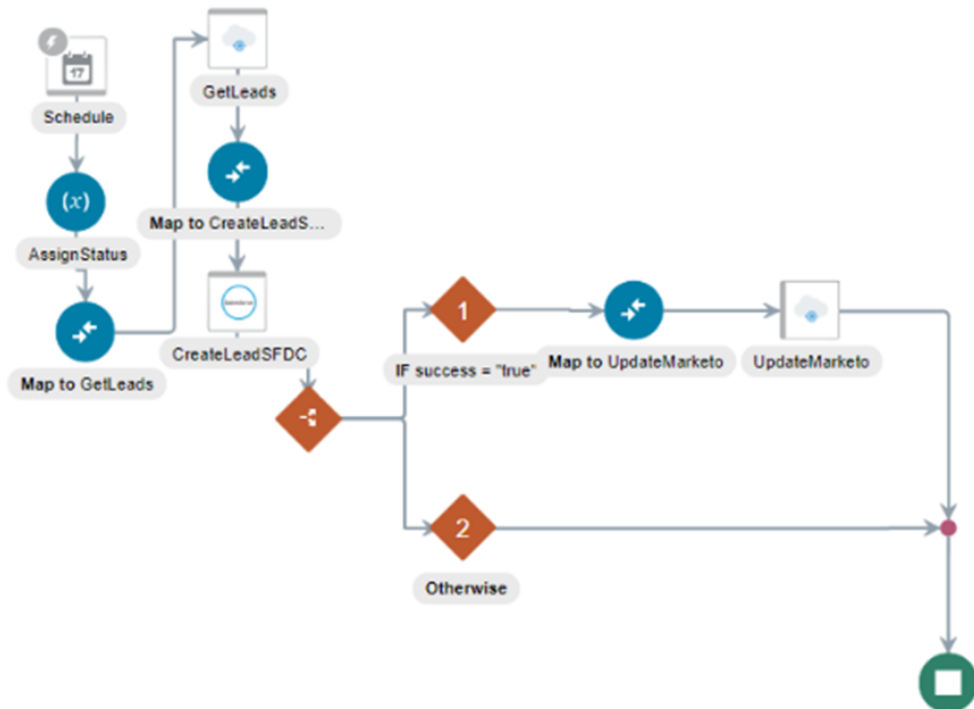 17
Schedule
(x)
AssignStatus
Map to GetLeads
GetLeads
Map to CreateLeadS...
CreateLeadSFDC
1
IF success = "true"
Map to UpdateMarketo
UpdateMarketo
2
Otherwise